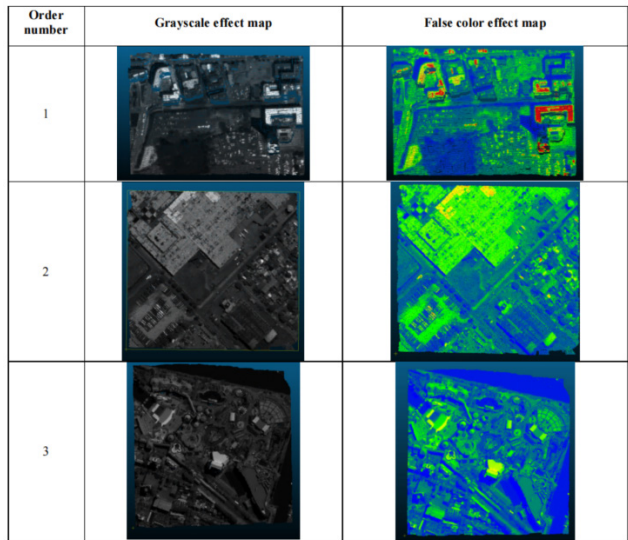 Order
number
Grayscale effect map
False color effect map
1
2
3